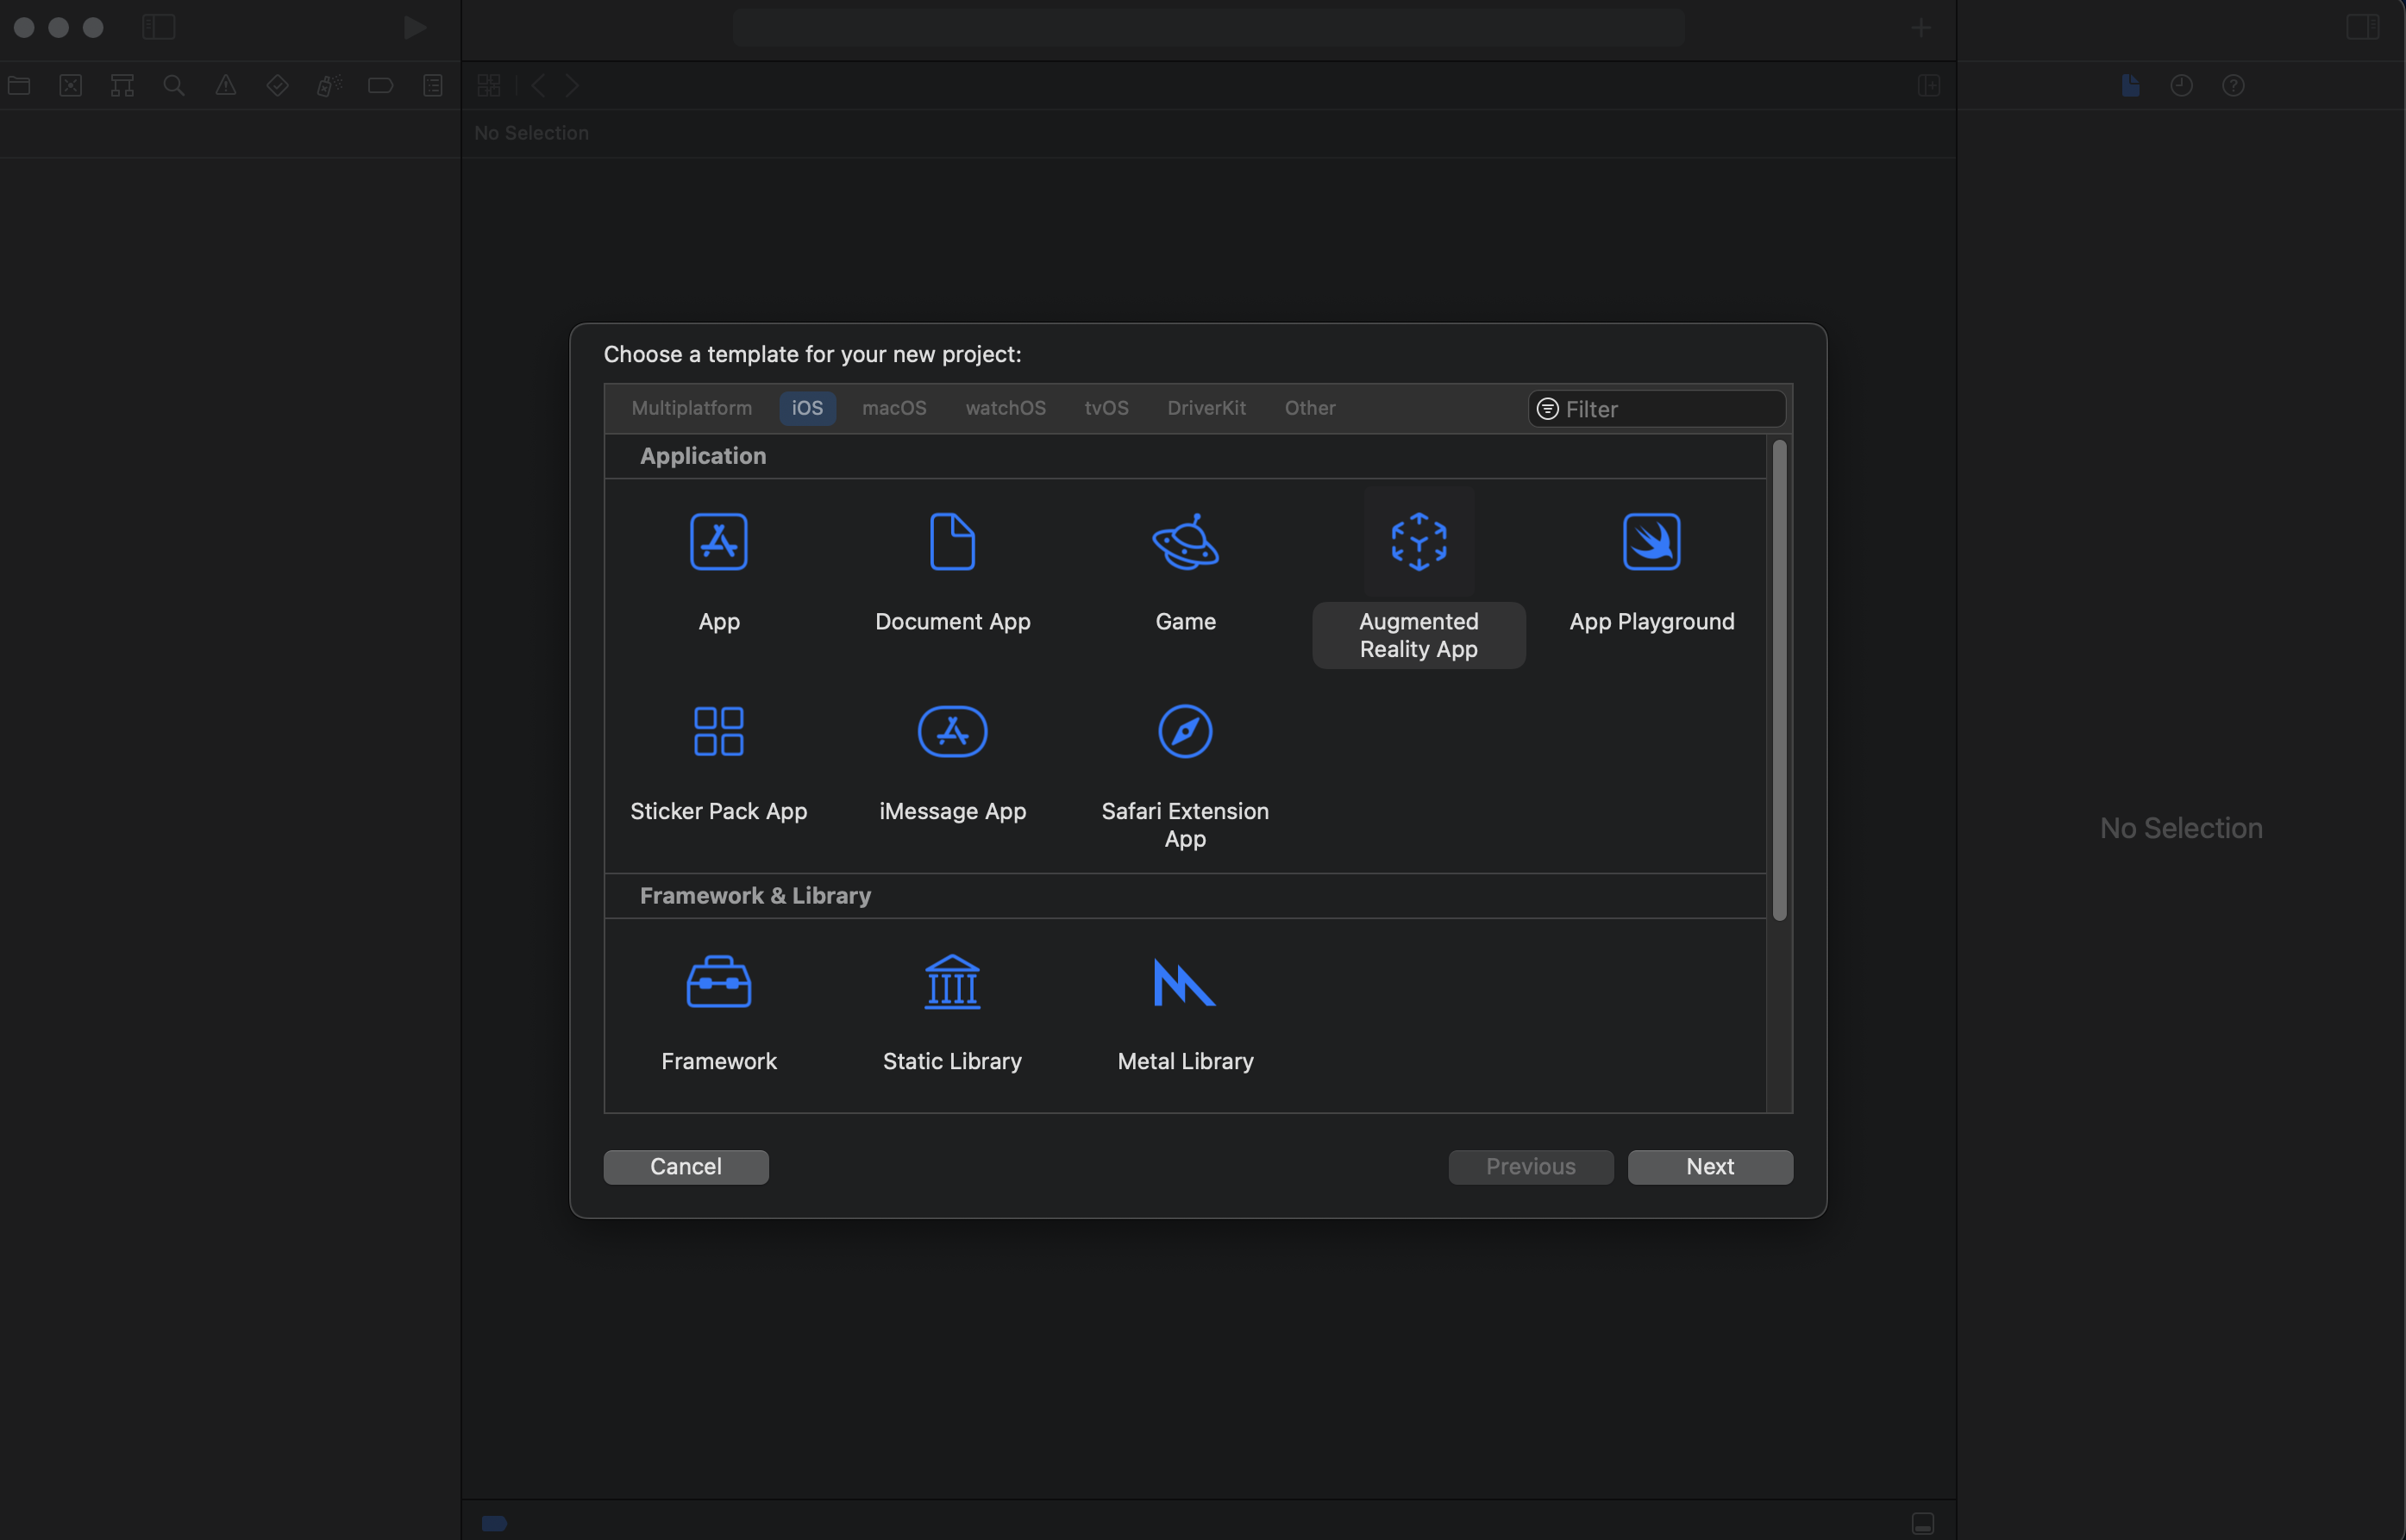 No Selection
Choose a template for your new project:
Multiplatform iOS macOS watchOS tvOS DriverKit Other Filter
Application
App
Document App
Game
Augmented
Reality App
App Playground
Sticker Pack App
iMessage App
Safari Extension
App
No Selection
Framework & Library
Framework
Static Library
Metal Library
Cancel
Previous
Next